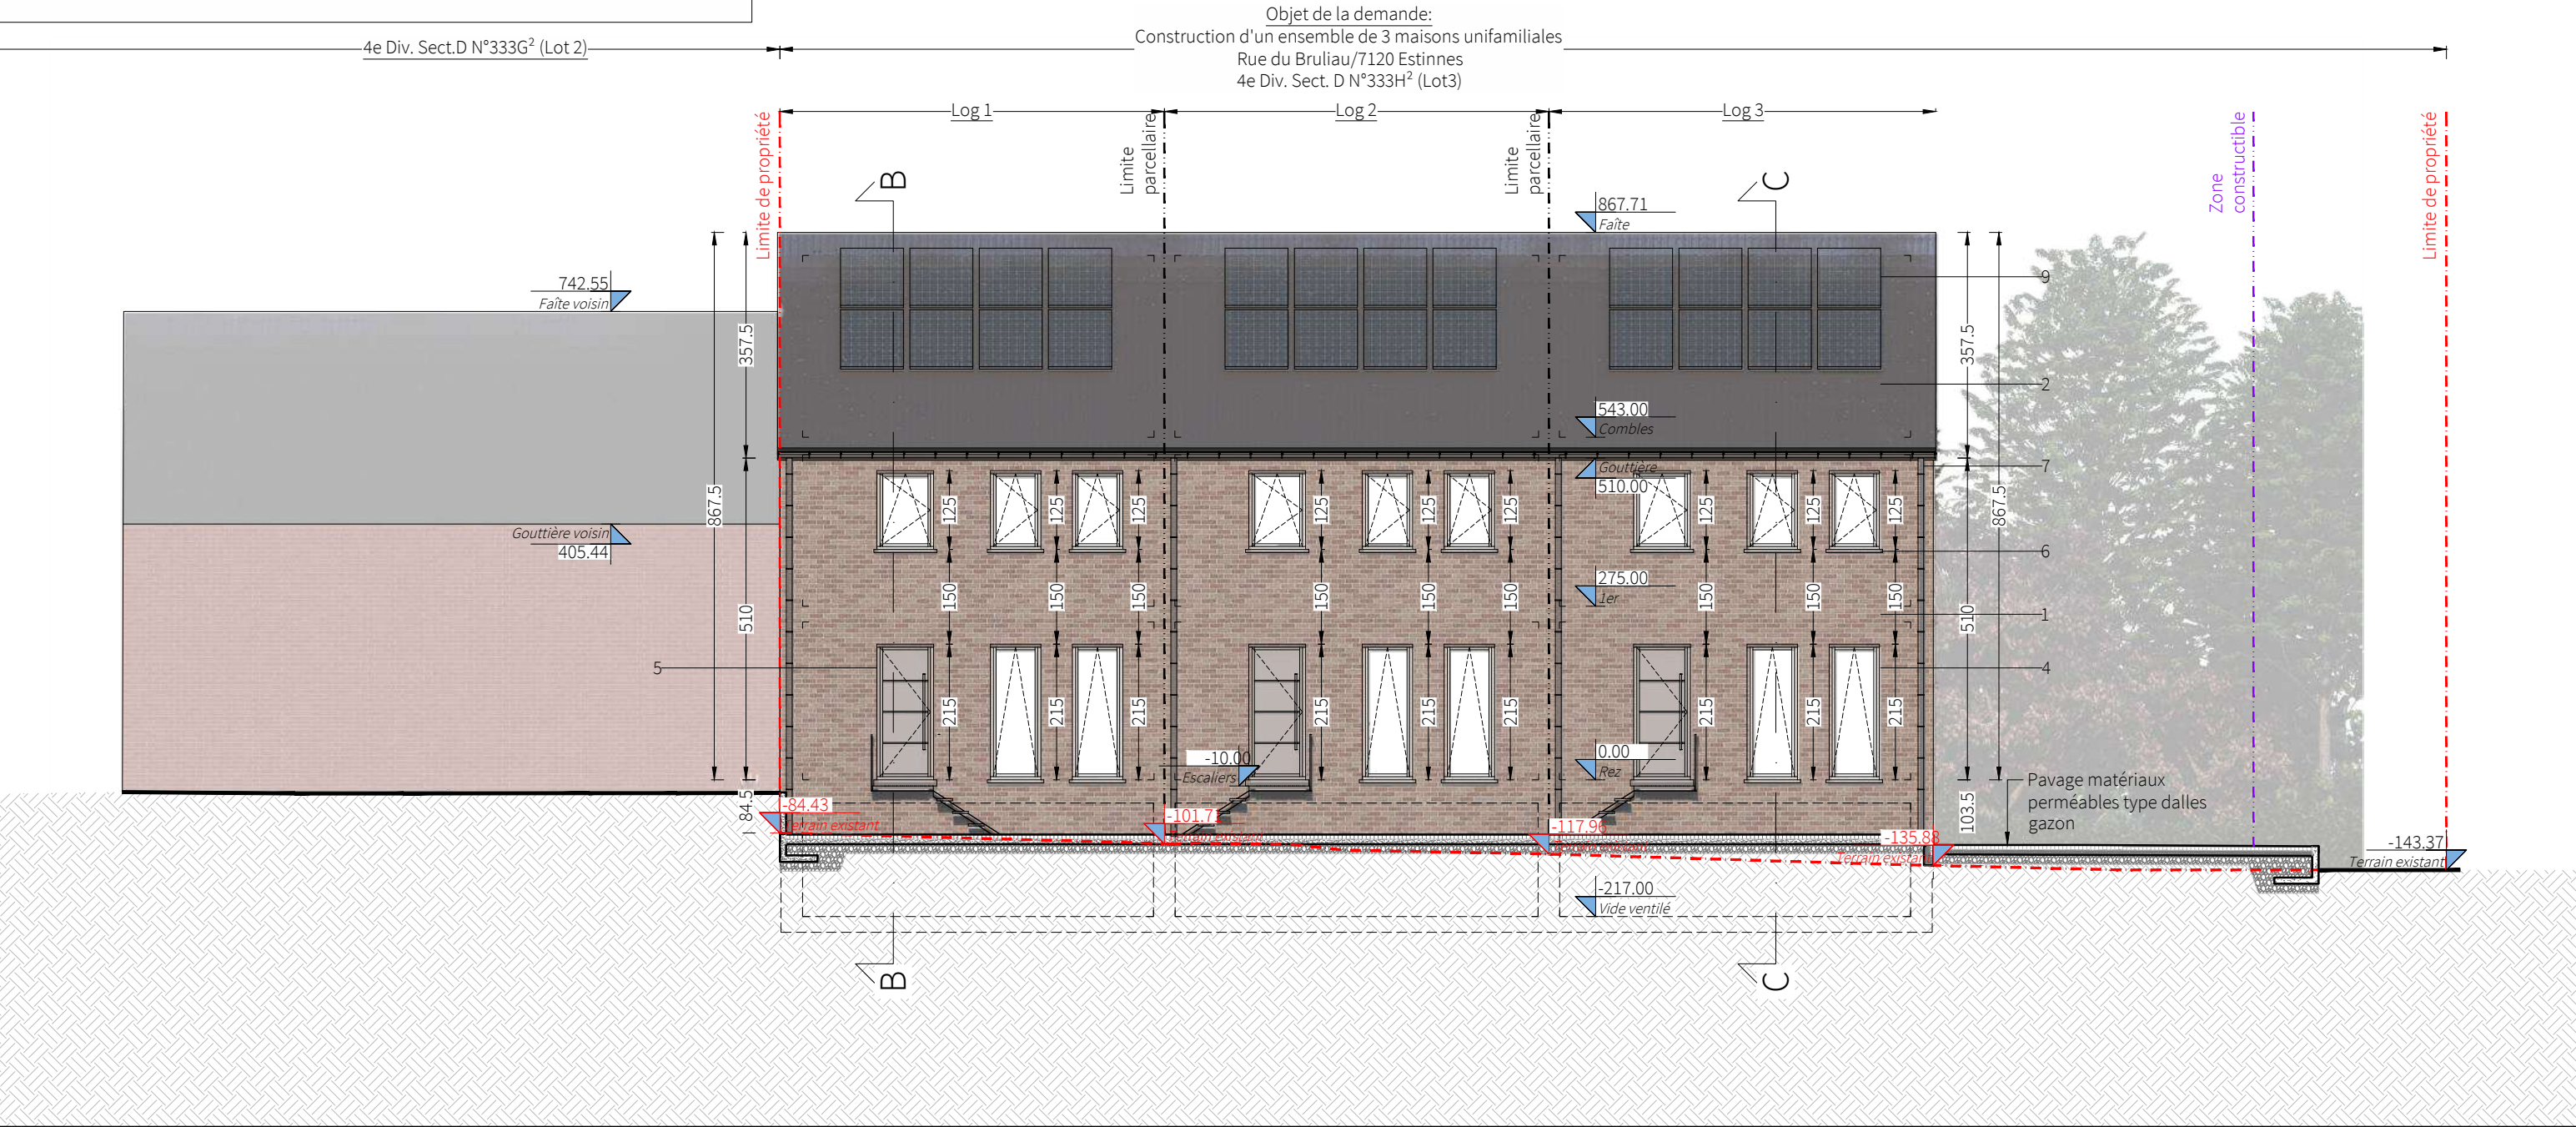 Objet de la demande:
Construction d'un ensemble de 3 maisons unifamiliales
Rue du Bruliau/7120 Estinnes
4e Div. Sect. D N°333H² (Lot3)
4e Div. Sect.D N°333G² (Lot 2)
Log 1
Log 2
Log 3
Limite de propriété
Limite
parcellaire
Limite
parcellaire
Zone
constructible
Limite de propriété
B
C
867.71
Faîte
742.55
Faîte voisin
9
357.5
357.5
2
543.00
Combles
Gouttière
510.00
7
867.5
867.5
125
125
125
125
125
125
125
125
125
Gouttière voisin
405.44
6
275.00
1er
150
150
150
150
150
150
150
150
150
510
510
1
5
4
215
215
215
215
215
215
215
215
215
-10.00
Escaliers
0.00
Rez
Pavage matériaux
perméables type dalles
gazon
84.5
103.5
-84.43
Terrain existant
-101.71
Terrain existant
-117.96
Terrain existant
-135.88
Terrain existant
-143.37
Terrain existant
-217.00
Vide ventilé
B
C